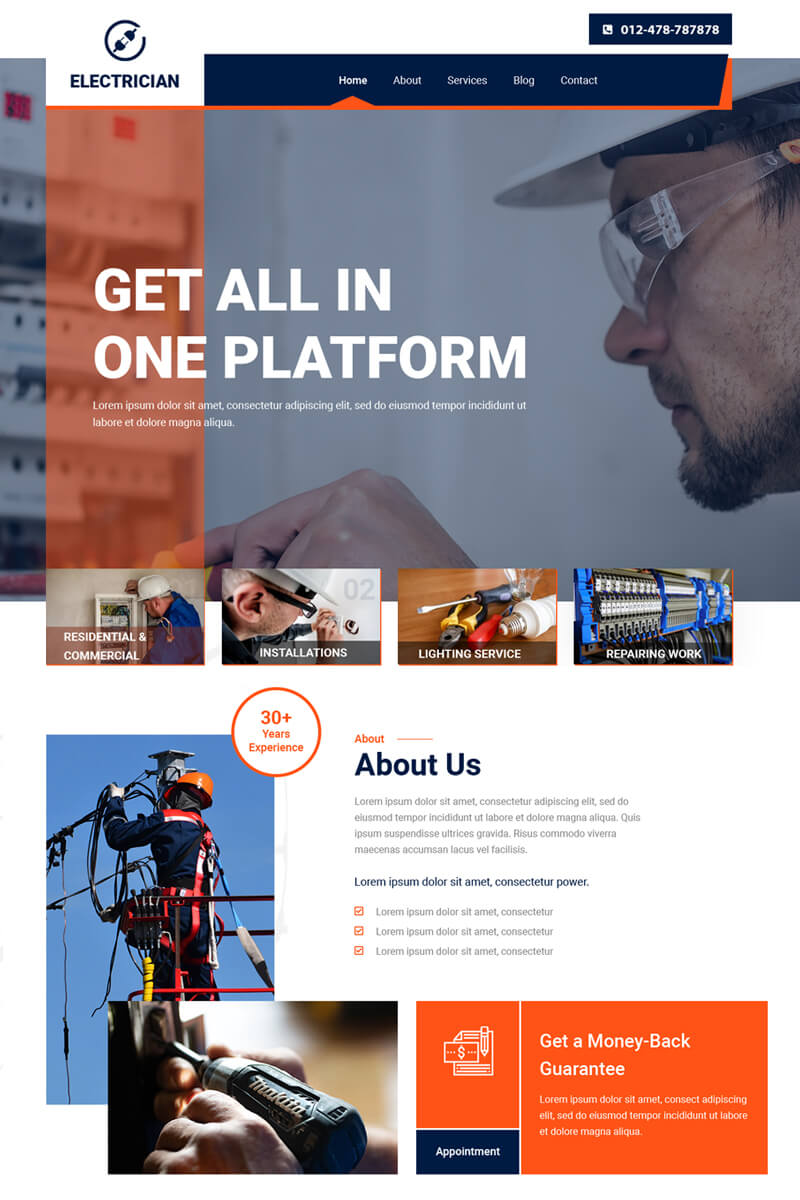 012-478-787878
ELECTRICIAN
Home About Services Blog Contact
GET ALL IN
ONE PLATFORM
Lorem ipsum dolor sit amet, consectetur adipiscing elit, sed do eiusmod tempor incididunt ut
labore et dolore magna aliqua.
02
RESIDENTIAL &
COMMERCIAL
INSTALLATIONS
LIGHTING SERVICE
REPAIRING WORK
30+
Years
Experience
About
About Us
Lorem ipsum dolor sit amet, consectetur adipiscing elit, sed do
eiusmod tempor incididunt ut labore et dolore magna aliqua. Quis
ipsum suspendisse ultrices gravida. Risus commodo viverra
maecenas accumsan lacus vel facilisis.
Lorem ipsum dolor sit amet, consectetur power.
Lorem ipsum dolor sit amet, consectetur
Lorem ipsum dolor sit amet, consectetur
Lorem ipsum dolor sit amet, consectetur
$
Appointment
Get a Money-Back
Guarantee
Lorem ipsum dolor sit amet, consect adipiscing
elit, sed do eiusmod tempor incididunt ut labore et
dolore magna aliqua.